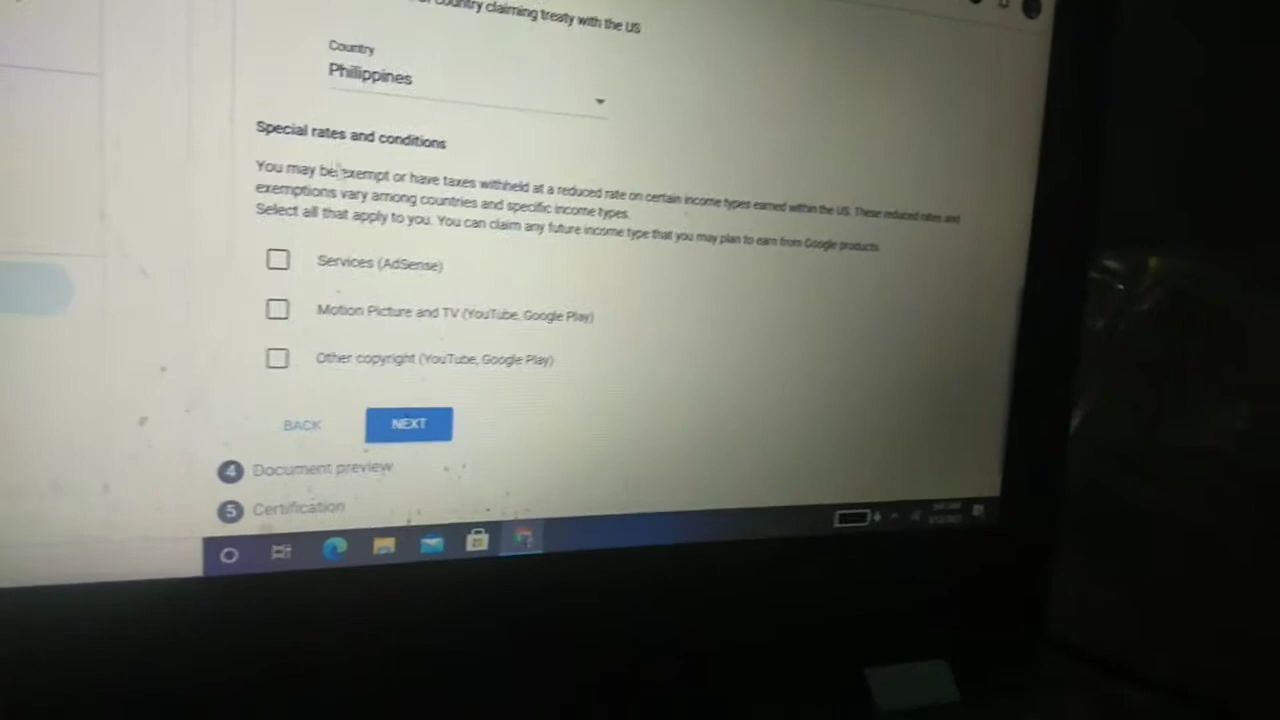 country claiming treaty with the US
Country
Philippines
Special rates and conditions
You may be exempt or have taxes withheld at a reduced rate on certain income types earned within the US. These reduced rates and
exemptions vary among countries and specific income types.
Select all that apply to you. You can claim any future income type that you may plan to earn from Google products.
Services (AdSense)
Motion Picture and TV (YouTube, Google Play)
Other copyright (YouTube, Google Play)
BACK
NEXT
4 Document preview
5 Certification